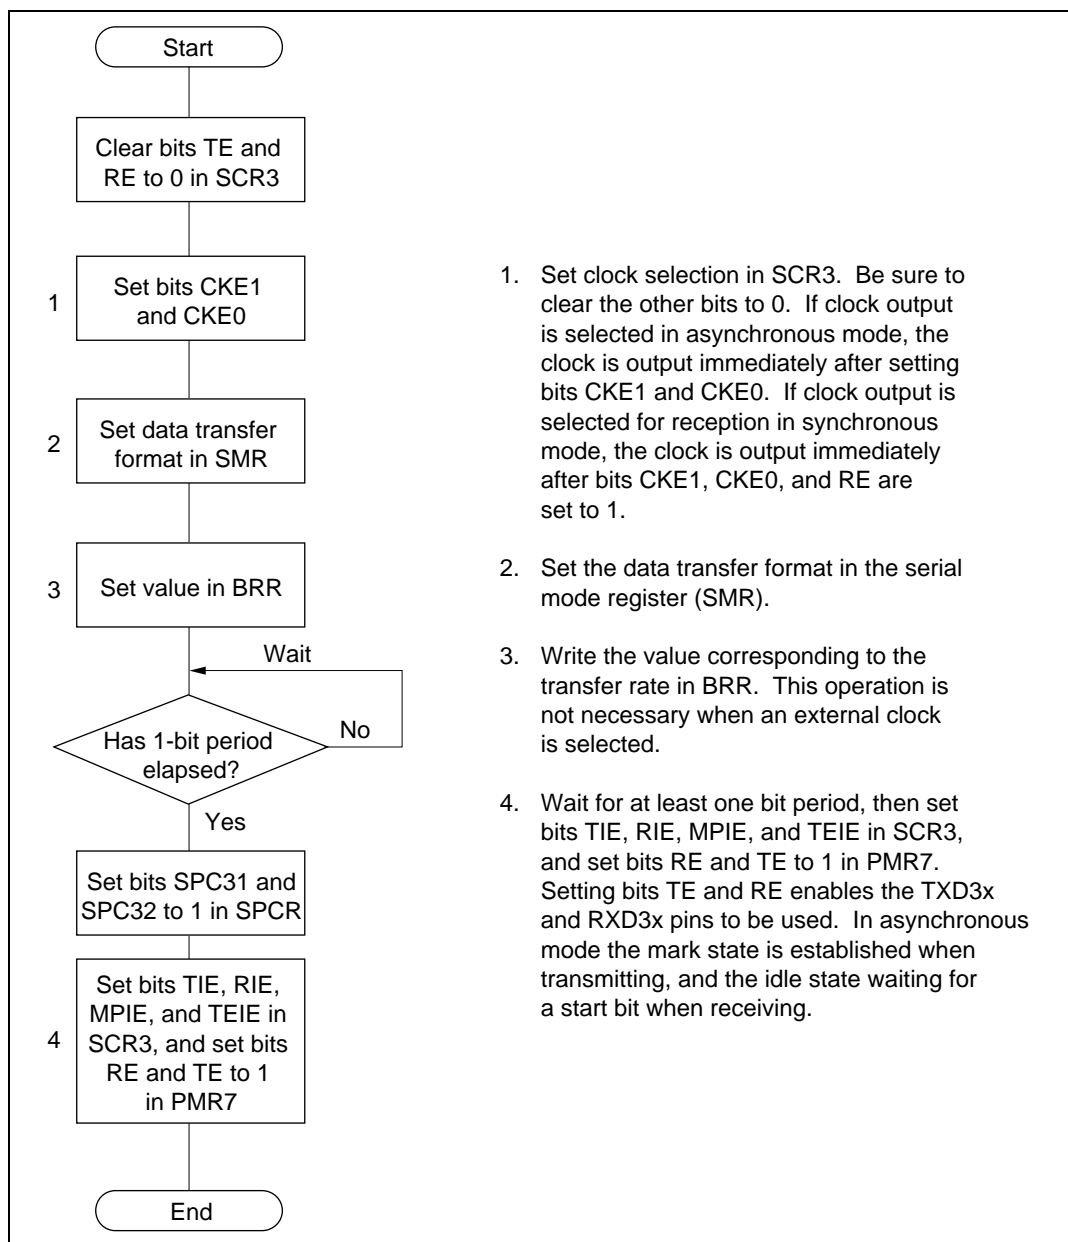 Start
Clear bits TE and
RE to 0 in SCR3
1
Set bits CKE1
and CKE0
2
Set data transfer
format in SMR
3
Set value in BRR
Wait
Has 1-bit period
elapsed?
No
Yes
Set bits SPC31 and
SPC32 to 1 in SPCR
4
Set bits TIE, RIE,
MPIE, and TEIE in
SCR3, and set bits
RE and TE to 1
in PMR7
End
1. Set clock selection in SCR3. Be sure to
clear the other bits to 0. If clock output
is selected in asynchronous mode, the
clock is output immediately after setting
bits CKE1 and CKE0. If clock output is
selected for reception in synchronous
mode, the clock is output immediately
after bits CKE1, CKE0, and RE are
set to 1.
2. Set the data transfer format in the serial
mode register (SMR).
3. Write the value corresponding to the
transfer rate in BRR. This operation is
not necessary when an external clock
is selected.
4. Wait for at least one bit period, then set
bits TIE, RIE, MPIE, and TEIE in SCR3,
and set bits RE and TE to 1 in PMR7.
Setting bits TE and RE enables the TXD3x
and RXD3x pins to be used. In asynchronous
mode the mark state is established when
transmitting, and the idle state waiting for
a start bit when receiving.